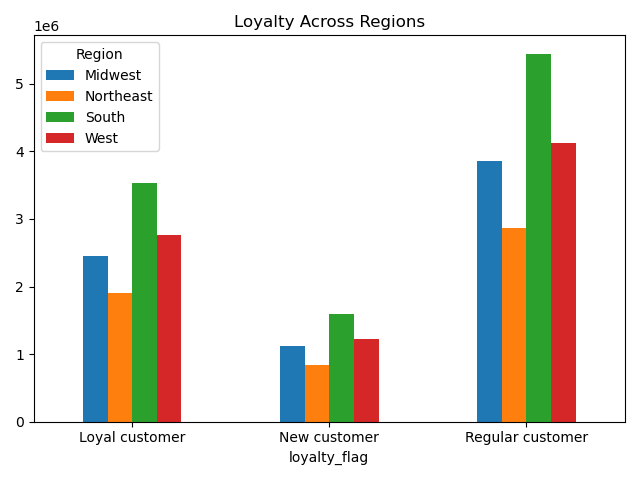 Loyalty Across Regions
1e6
Region
Midwest
Northeast
South
West
5
4
3
2
1
0
Loyal customer New customer Regular customer
loyalty_flag